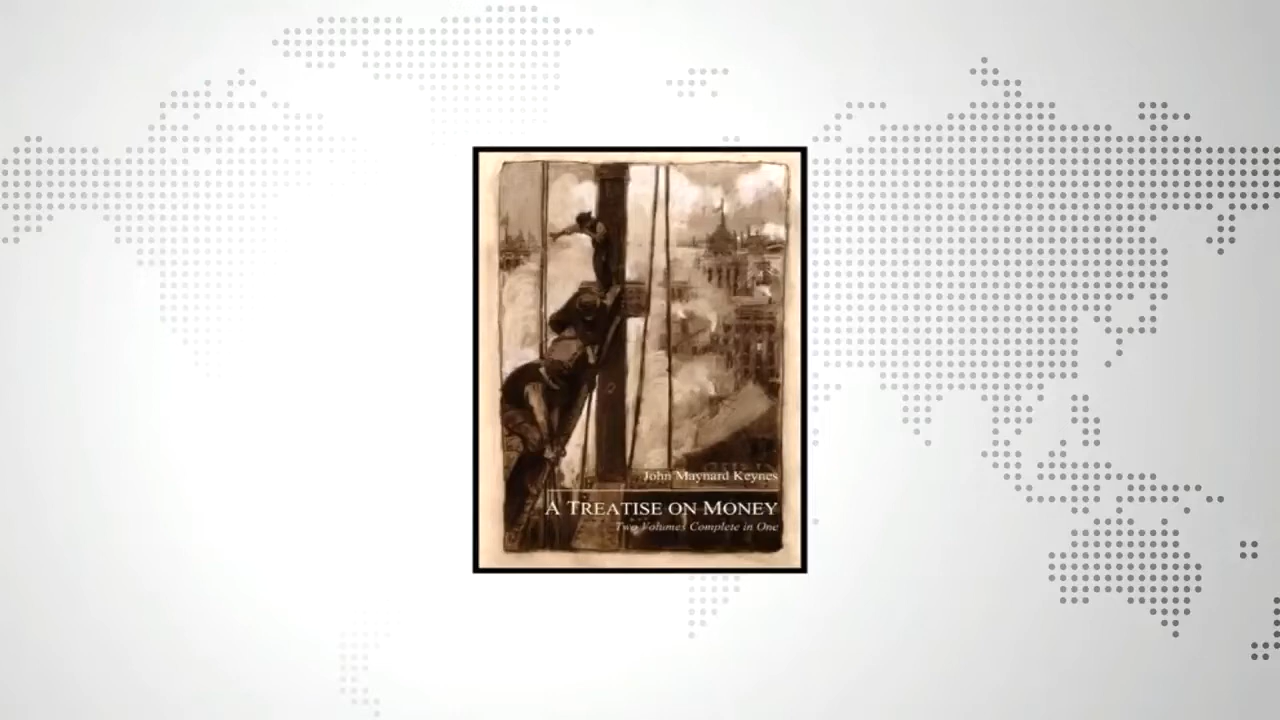 John Maynard Keynes
A TREATISE ON MONEY
Two Volumes Complete in One